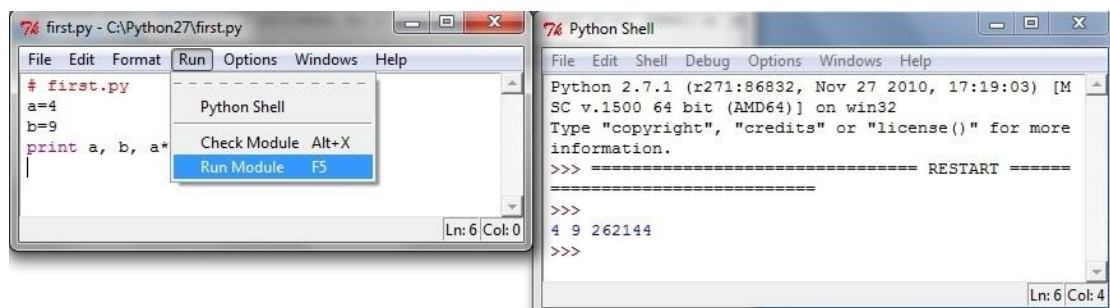 first.py - C:\Python27\first.py
File Edit Format Run Options Windows Help
# first.py
a=4
b=9
print a, b, a*
Python Shell
Check Module Alt+X
Run Module F5
Ln: 6 Col: 0
Python Shell
File Edit Shell Debug Options Windows Help
Python 2.7.1 (r271:86832, Nov 27 2010, 17:19:03) [M
SC v.1500 64 bit (AMD64)] on win32
Type "copyright", "credits" or "license()" for more
information.
>>> ================================ RESTART ======
==========================
>>>
4 9 262144
>>>
Ln: 6 Col: 4